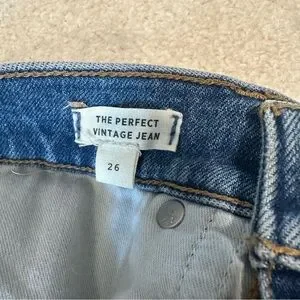 THE PERFECT
VINTAGE JEAN
26